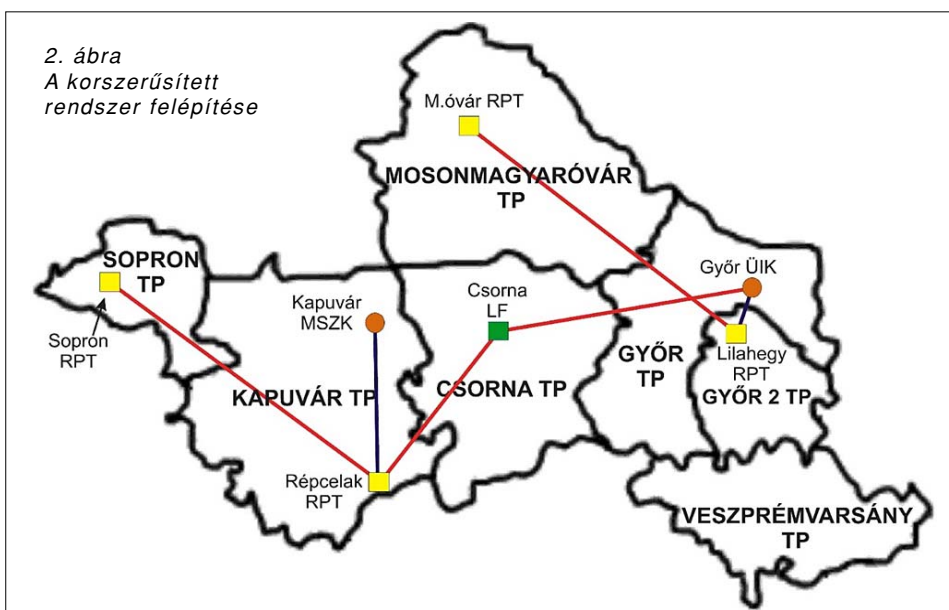 2. ábra
A korszerűsített
rendszer felépítése
M.óvár RPT
MOSONMAGYARÓVÁR
TP
SOPRON
TP
Sopron
RPT
Kapuvár
MSZK
Csorna
LF
Győr ÜIK
GYŐR
TP
Lilahegy
RPT
GYŐR 2 TP
KAPUVÁR TP
CSORNA TP
Répcelak
RPT
VESZPRÉMVARSÁNY
TP